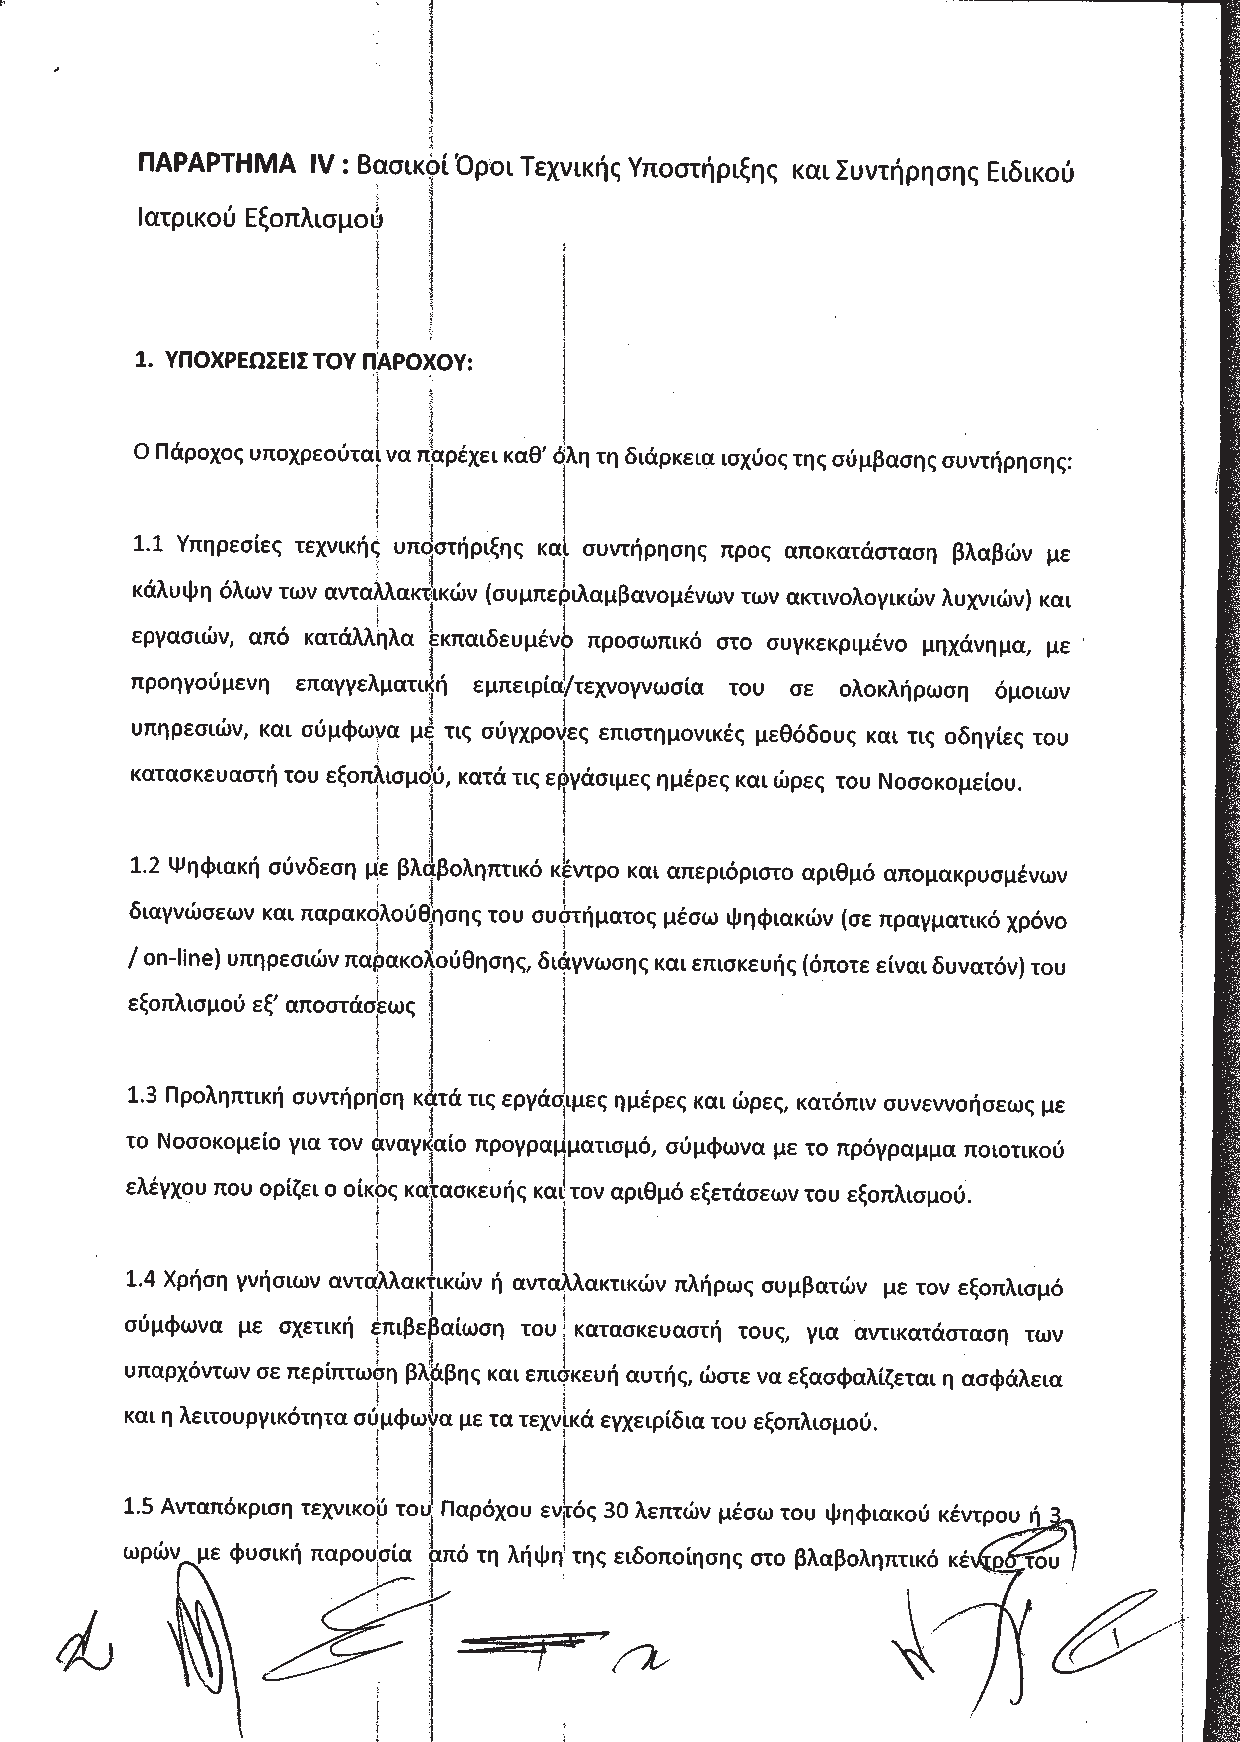 ΠΑΡΑΡΤΗΜΑ IV : Βασικοί Όροι Τεχνικής Υποστήριξης και Συντήρησης Ειδικού
Ιατρικού Εξοπλισμού
1. ΥΠΟΧΡΕΩΣΕΙΣ ΤΟΥ ΠΑΡΟΧΟΥ:
Ο Πάροχος υποχρεούται να παρέχει καθ’ όλη τη διάρκεια ισχύος της σύμβασης συντήρησης:
1.1 Υπηρεσίες τεχνικής υποστήριξης και συντήρησης προς αποκατάσταση βλαβών με
κάλυψη όλων των ανταλλακτικών (συμπεριλαμβανομένων των ακτινολογικών λυχνιών) και
εργασιών, από κατάλληλα εκπαιδευμένο προσωπικό στο συγκεκριμένο μηχάνημα, με
προηγούμενη επαγγελματική εμπειρία/τεχνογνωσία του σε ολοκλήρωση όμοιων
υπηρεσιών, και σύμφωνα με τις σύγχρονες επιστημονικές μεθόδους και τις οδηγίες του
κατασκευαστή του εξοπλισμού, κατά τις εργάσιμες ημέρες και ώρες του Νοσοκομείου.
1.2 Ψηφιακή σύνδεση με βλαβοληπτικό κέντρο και απεριόριστο αριθμό απομακρυσμένων
διαγνώσεων και παρακολούθησης του συστήματος μέσω ψηφιακών (σε πραγματικό χρόνο
/ on-line) υπηρεσιών παρακολούθησης, διάγνωσης και επισκευής (όποτε είναι δυνατόν) του
εξοπλισμού εξ’ αποστάσεως
1.3 Προληπτική συντήρηση κατά τις εργάσιμες ημέρες και ώρες, κατόπιν συνεννοήσεως με
το Νοσοκομείο για τον αναγκαίο προγραμματισμό, σύμφωνα με το πρόγραμμα ποιοτικού
ελέγχου που ορίζει ο οίκος κατασκευής και τον αριθμό εξετάσεων του εξοπλισμού.
1.4 Χρήση γνήσιων ανταλλακτικών ή ανταλλακτικών πλήρως συμβατών με τον εξοπλισμό
σύμφωνα με σχετική επιβεβαίωση του κατασκευαστή τους, για αντικατάσταση των
υπαρχόντων σε περίπτωση βλάβης και επισκευή αυτής, ώστε να εξασφαλίζεται η ασφάλεια
και η λειτουργικότητα σύμφωνα με τα τεχνικά εγχειρίδια του εξοπλισμού.
1.5 Ανταπόκριση τεχνικού του Παρόχου εντός 30 λεπτών μέσω του ψηφιακού κέντρου ή 3
ωρών με φυσική παρουσία από τη λήψη της ειδοποίησης στο βλαβοληπτικό κέντρο του